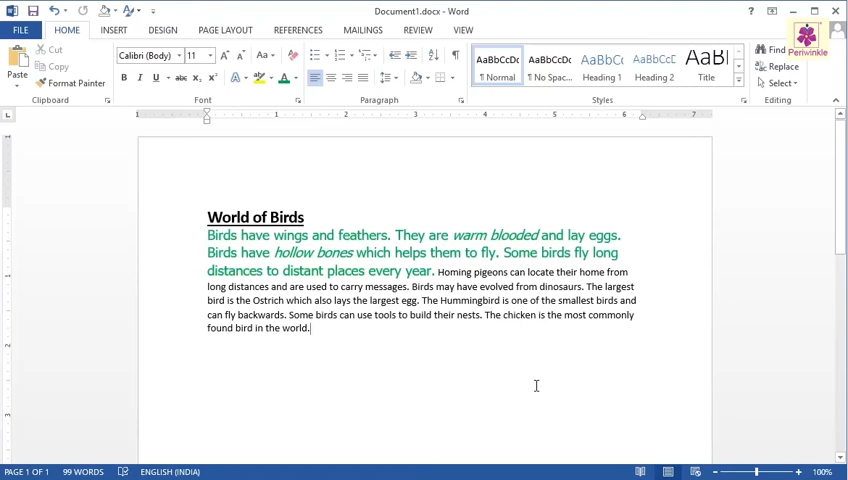 Document1.docx - Word
FILE HOME INSERT DESIGN PAGE LAYOUT REFERENCES MAILINGS REVIEW VIEW
Periwinkle
Paste
Cut
Copy
Format Painter
Clipboard
Calibri (Body) 11
Font
Paragraph
AaBbCcDc AaBbCcDc AaBbCc AaBbCcD AaBl
¶ Normal ¶ No Spac... Heading 1 Heading 2 Title
Styles
Find
Replace
Select
Editing
World of Birds
Birds have wings and feathers. They are warm blooded and lay eggs.
Birds have hollow bones which helps them to fly. Some birds fly long
distances to distant places every year. Homing pigeons can locate their home from
long distances and are used to carry messages. Birds may have evolved from dinosaurs. The largest
bird is the Ostrich which also lays the largest egg. The Hummingbird is one of the smallest birds and
can fly backwards. Some birds can use tools to build their nests. The chicken is the most commonly
found bird in the world.
PAGE 1 OF 1 99 WORDS ENGLISH (INDIA) 100%